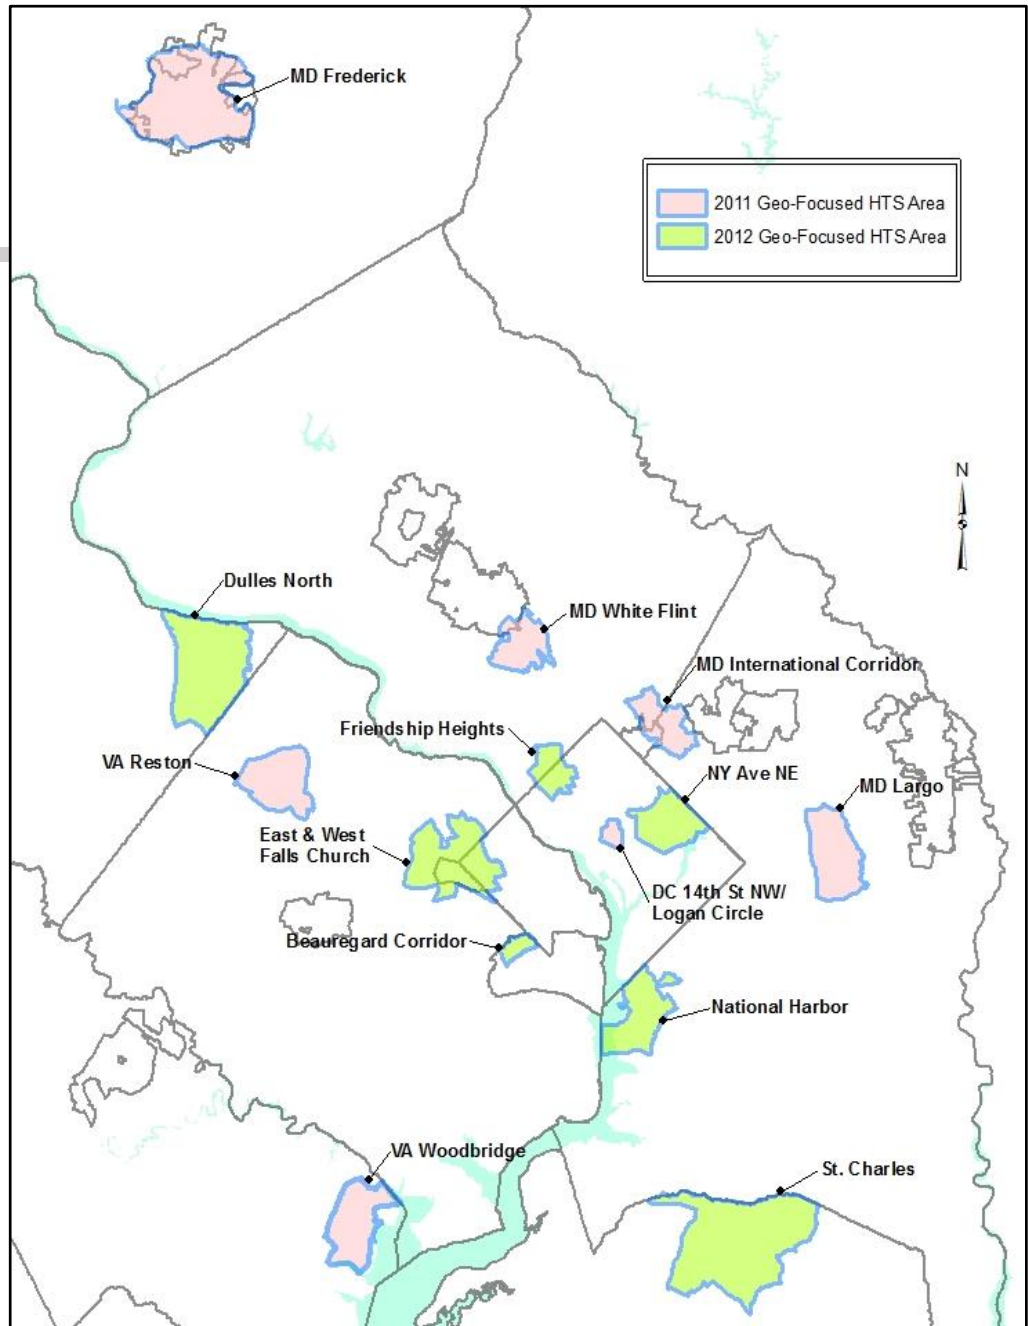 MD Frederick
2011 Geo-Focused HTS Area
2012 Geo-Focused HTS Area
N
Dulles North
MD White Flint
MD International Corridor
Friendship Heights
VA Reston
NY Ave NE
MD Largo
East & West
Falls Church
DC 14th St NW/
Logan Circle
Beauregard Corridor
National Harbor
VA Woodbridge
St. Charles